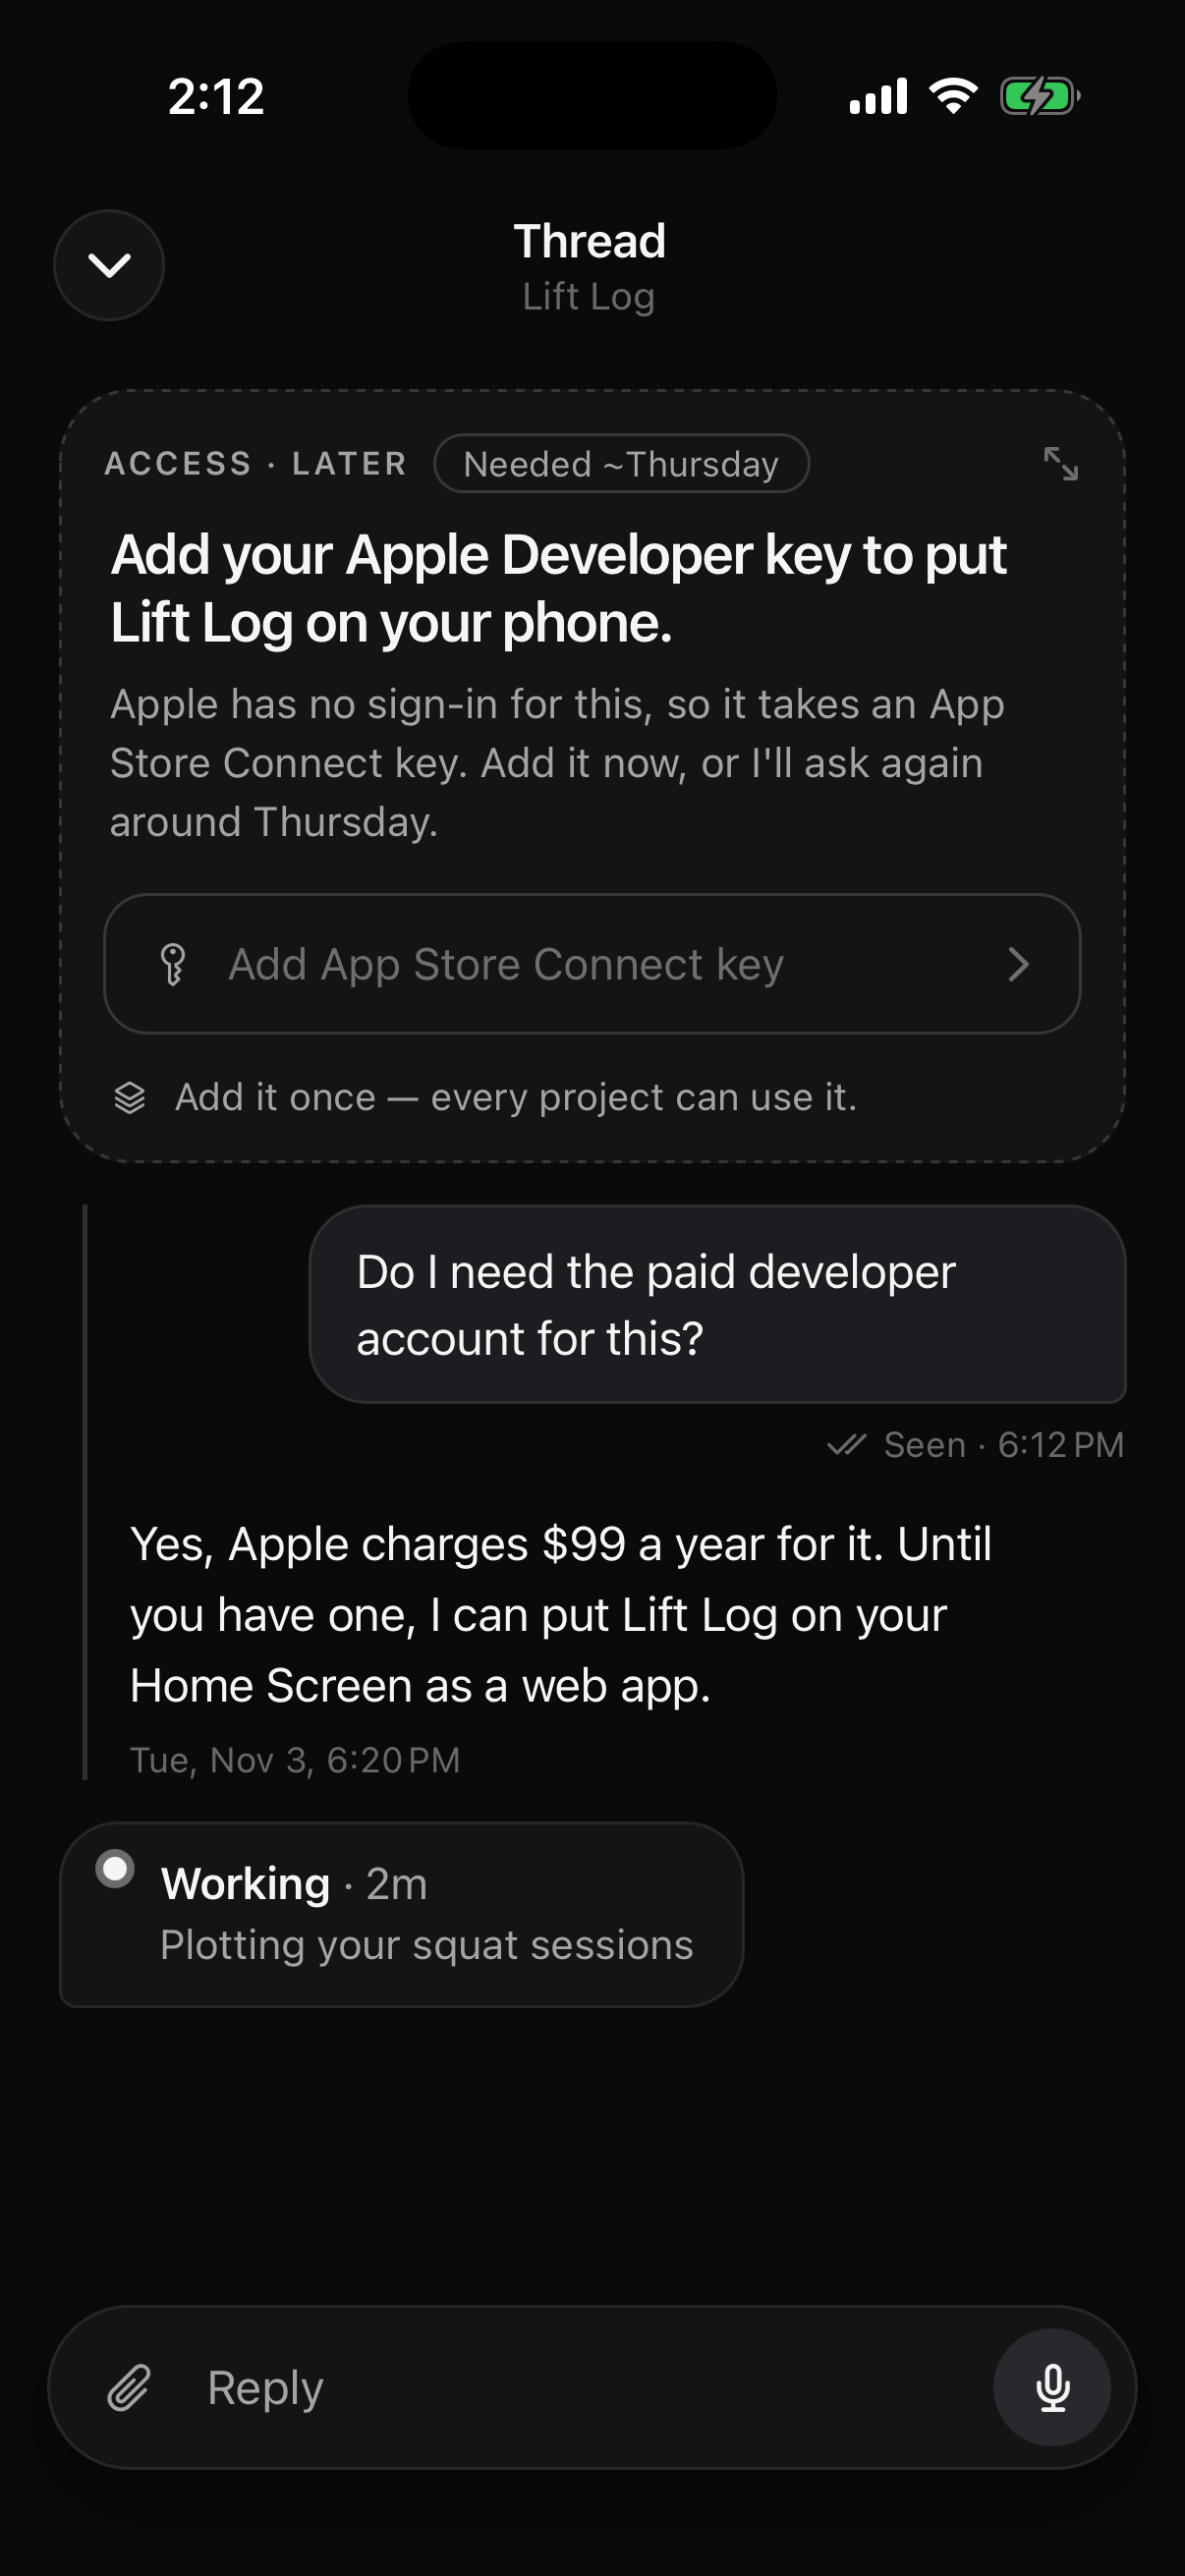 2:12
Thread
Lift Log
ACCESS · LATER
Needed ~Thursday
Add your Apple Developer key to put
Lift Log on your phone.
Apple has no sign-in for this, so it takes an App
Store Connect key. Add it now, or I'll ask again
around Thursday.
Add App Store Connect key
Add it once — every project can use it.
Do I need the paid developer
account for this?
Seen · 6:12 PM
Yes, Apple charges $99 a year for it. Until
you have one, I can put Lift Log on your
Home Screen as a web app.
Tue, Nov 3, 6:20 PM
Working · 2m
Plotting your squat sessions
Reply